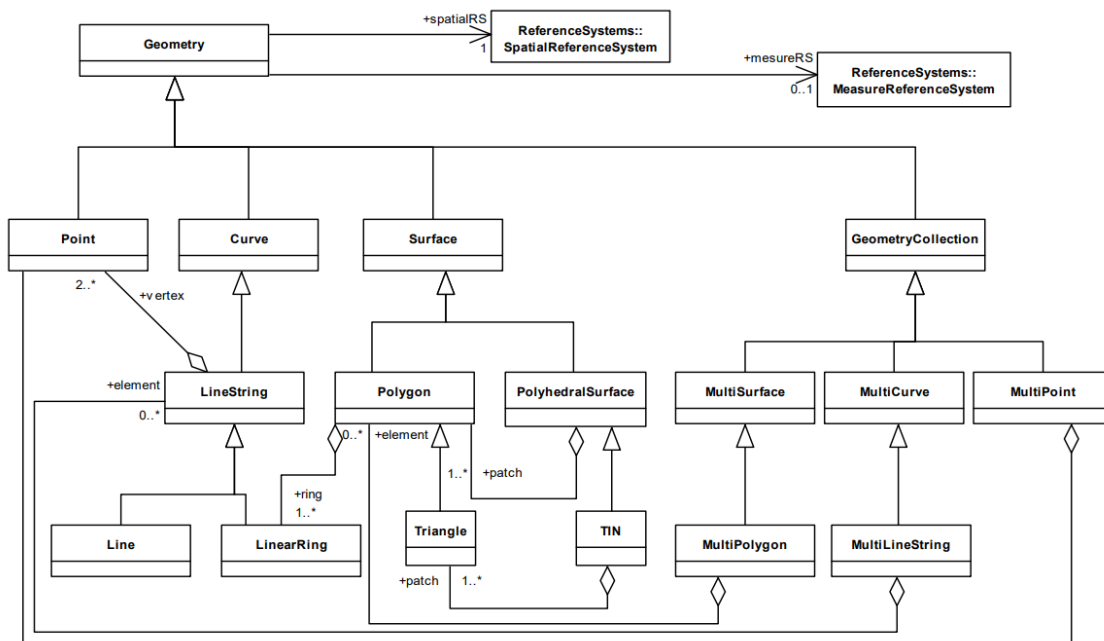 +spatialRS
1
ReferenceSystems::
SpatialReferenceSystem
Geometry
+mesureRS
0..1
ReferenceSystems::
MeasureReferenceSystem
Point
Curve
Surface
GeometryCollection
2..*
+vertex
+element
0..*
LineString
Polygon
PolyhedralSurface
MultiSurface
MultiCurve
MultiPoint
0..*
+element
1..*
+patch
+ring
1..*
Line
LinearRing
Triangle
TIN
MultiPolygon
MultiLineString
+patch
1..*